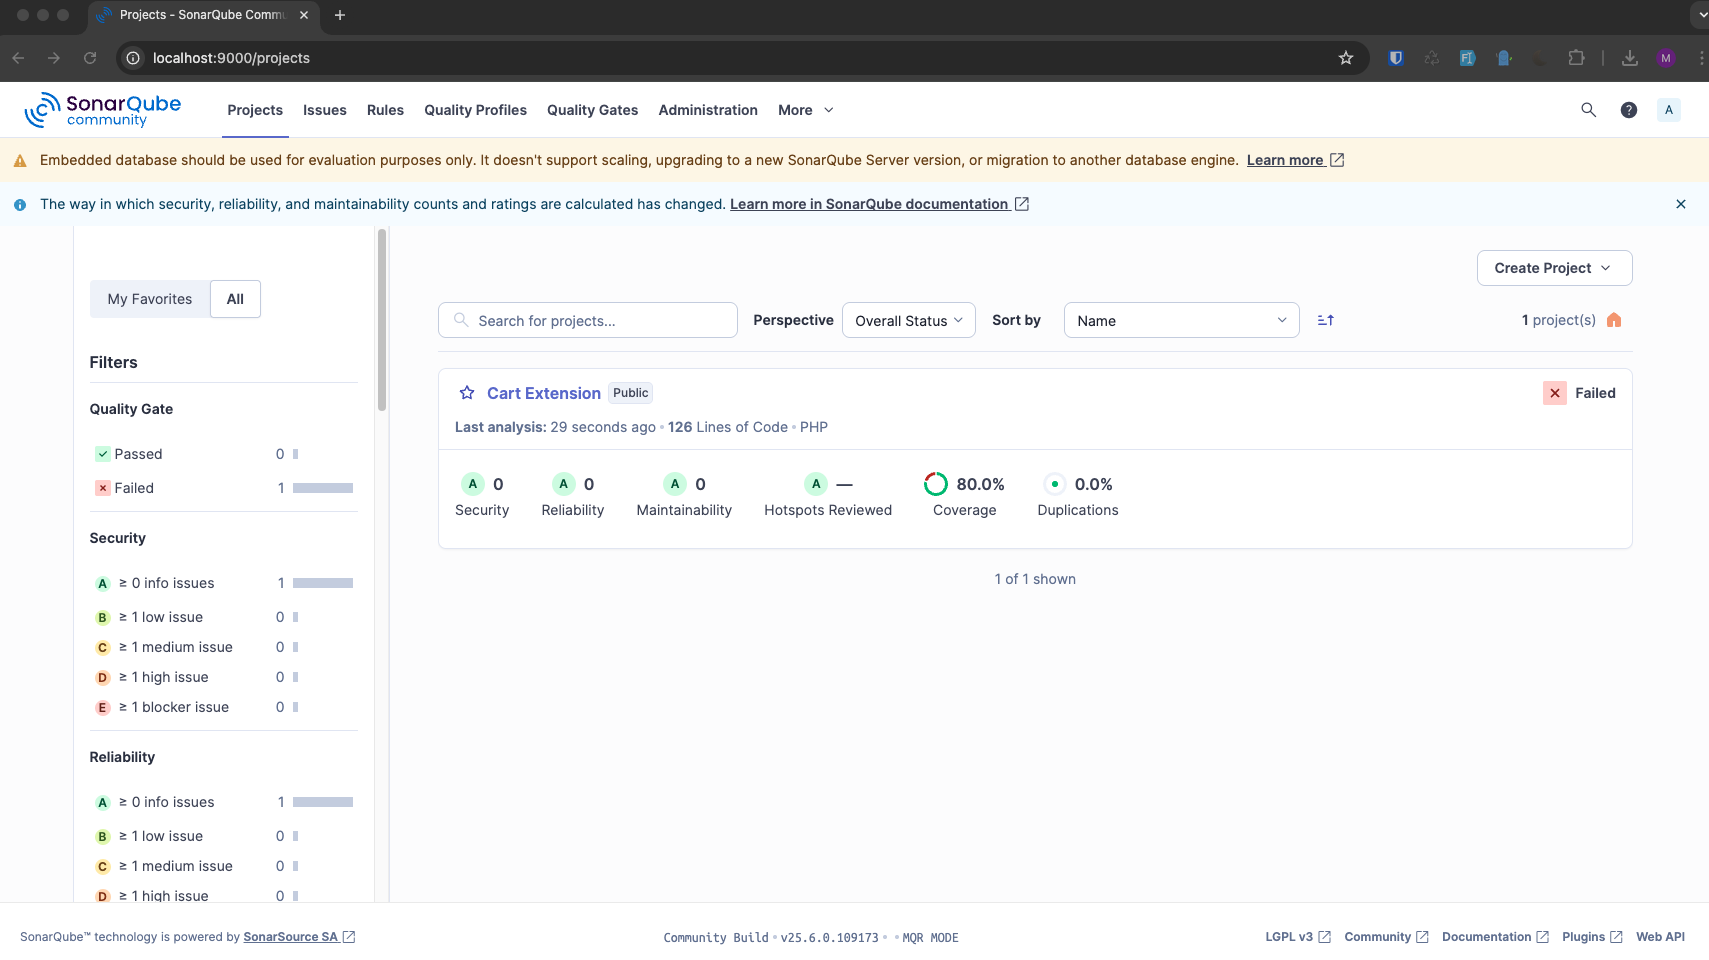 Projects - SonarQube Commu
localhost:9000/projects
M
SonarQube community
Projects Issues Rules Quality Profiles Quality Gates Administration More
A
Embedded database should be used for evaluation purposes only. It doesn't support scaling, upgrading to a new SonarQube Server version, or migration to another database engine. Learn more
The way in which security, reliability, and maintainability counts and ratings are calculated has changed. Learn more in SonarQube documentation
My Favorites All
Filters
Quality Gate
Passed 0
Failed 1
Security
A ≥ 0 info issues 1
B ≥ 1 low issue 0
C ≥ 1 medium issue 0
D ≥ 1 high issue 0
E ≥ 1 blocker issue 0
Reliability
A ≥ 0 info issues 1
B ≥ 1 low issue 0
C ≥ 1 medium issue 0
D ≥ 1 high issue 0
Create Project
Search for projects... Perspective Overall Status Sort by Name 1 project(s)
Cart Extension Public Failed
Last analysis: 29 seconds ago • 126 Lines of Code • PHP
A 0 A 0 A 0 A — 80.0% 0.0%
Security Reliability Maintainability Hotspots Reviewed Coverage Duplications
1 of 1 shown
SonarQube™ technology is powered by SonarSource SA
Community Build • v25.6.0.109173 • • MQR MODE
LGPL v3 Community Documentation Plugins Web API